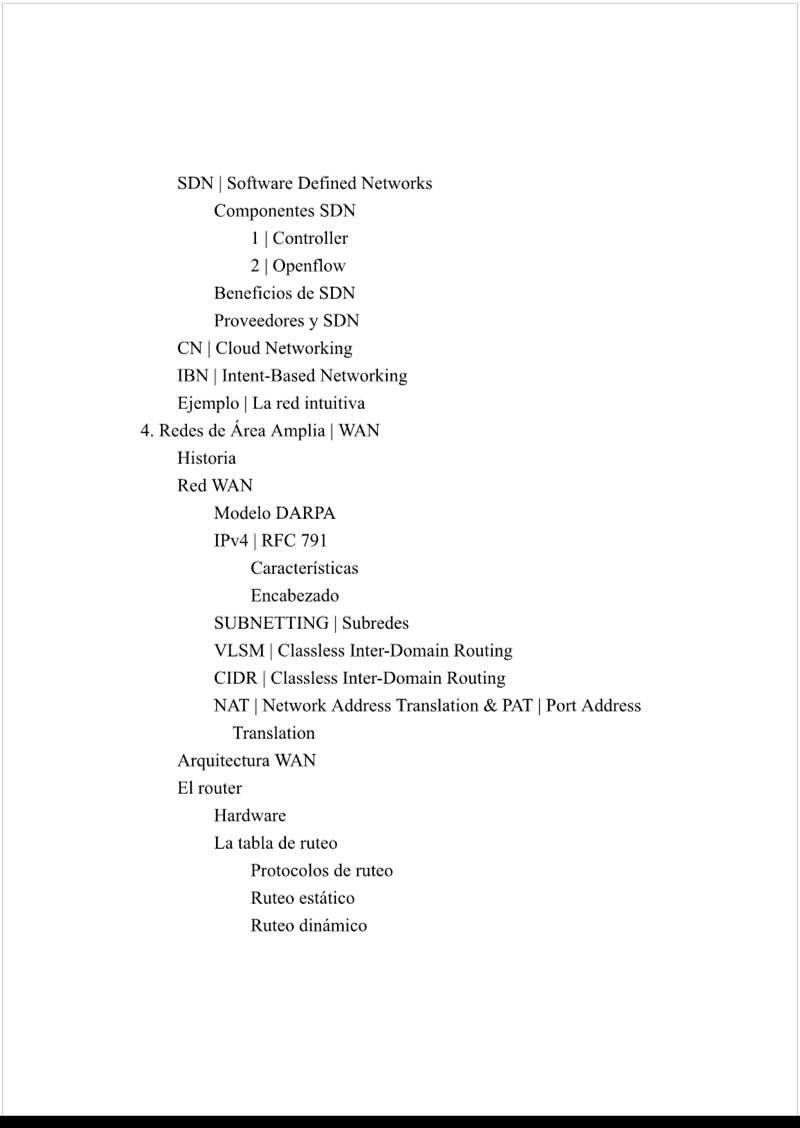 SDN | Software Defined Networks
Componentes SDN
1 | Controller
2 | Openflow
Beneficios de SDN
Proveedores y SDN
CN | Cloud Networking
IBN | Intent-Based Networking
Ejemplo | La red intuitiva
4. Redes de Área Amplia | WAN
Historia
Red WAN
Modelo DARPA
IPv4 | RFC 791
Características
Encabezado
SUBNETTING | Subredes
VLSM | Classless Inter-Domain Routing
CIDR | Classless Inter-Domain Routing
NAT | Network Address Translation & PAT | Port Address
Translation
Arquitectura WAN
El router
Hardware
La tabla de ruteo
Protocolos de ruteo
Ruteo estático
Ruteo dinámico